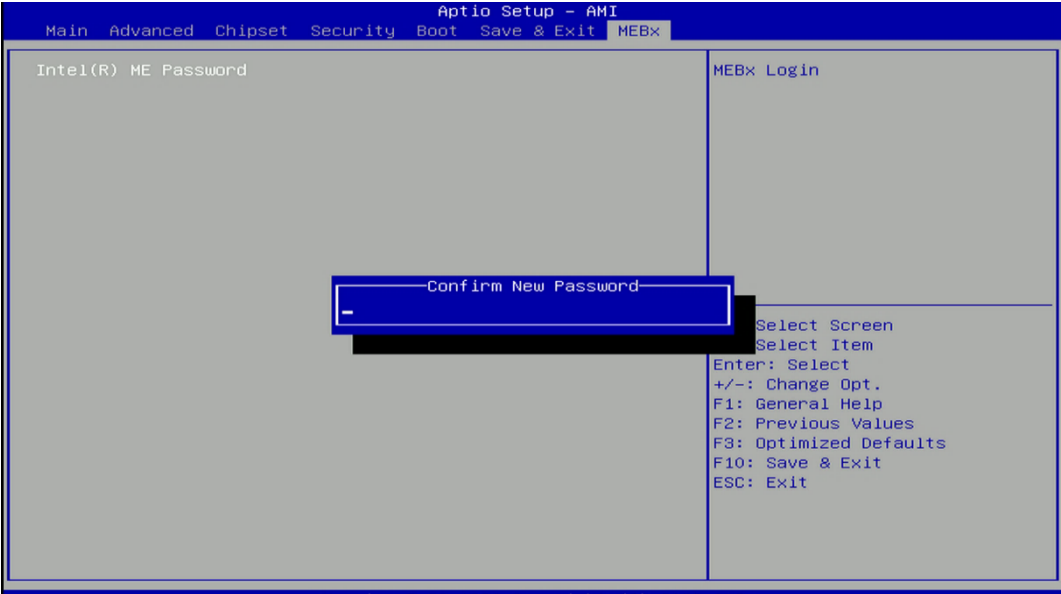 Aptio Setup – AMI
Main Advanced Chipset Security Boot Save & Exit MEBx
Intel(R) ME Password
MEBx Login
Confirm New Password
Select Screen
Select Item
Enter: Select
+/-: Change Opt.
F1: General Help
F2: Previous Values
F3: Optimized Defaults
F10: Save & Exit
ESC: Exit